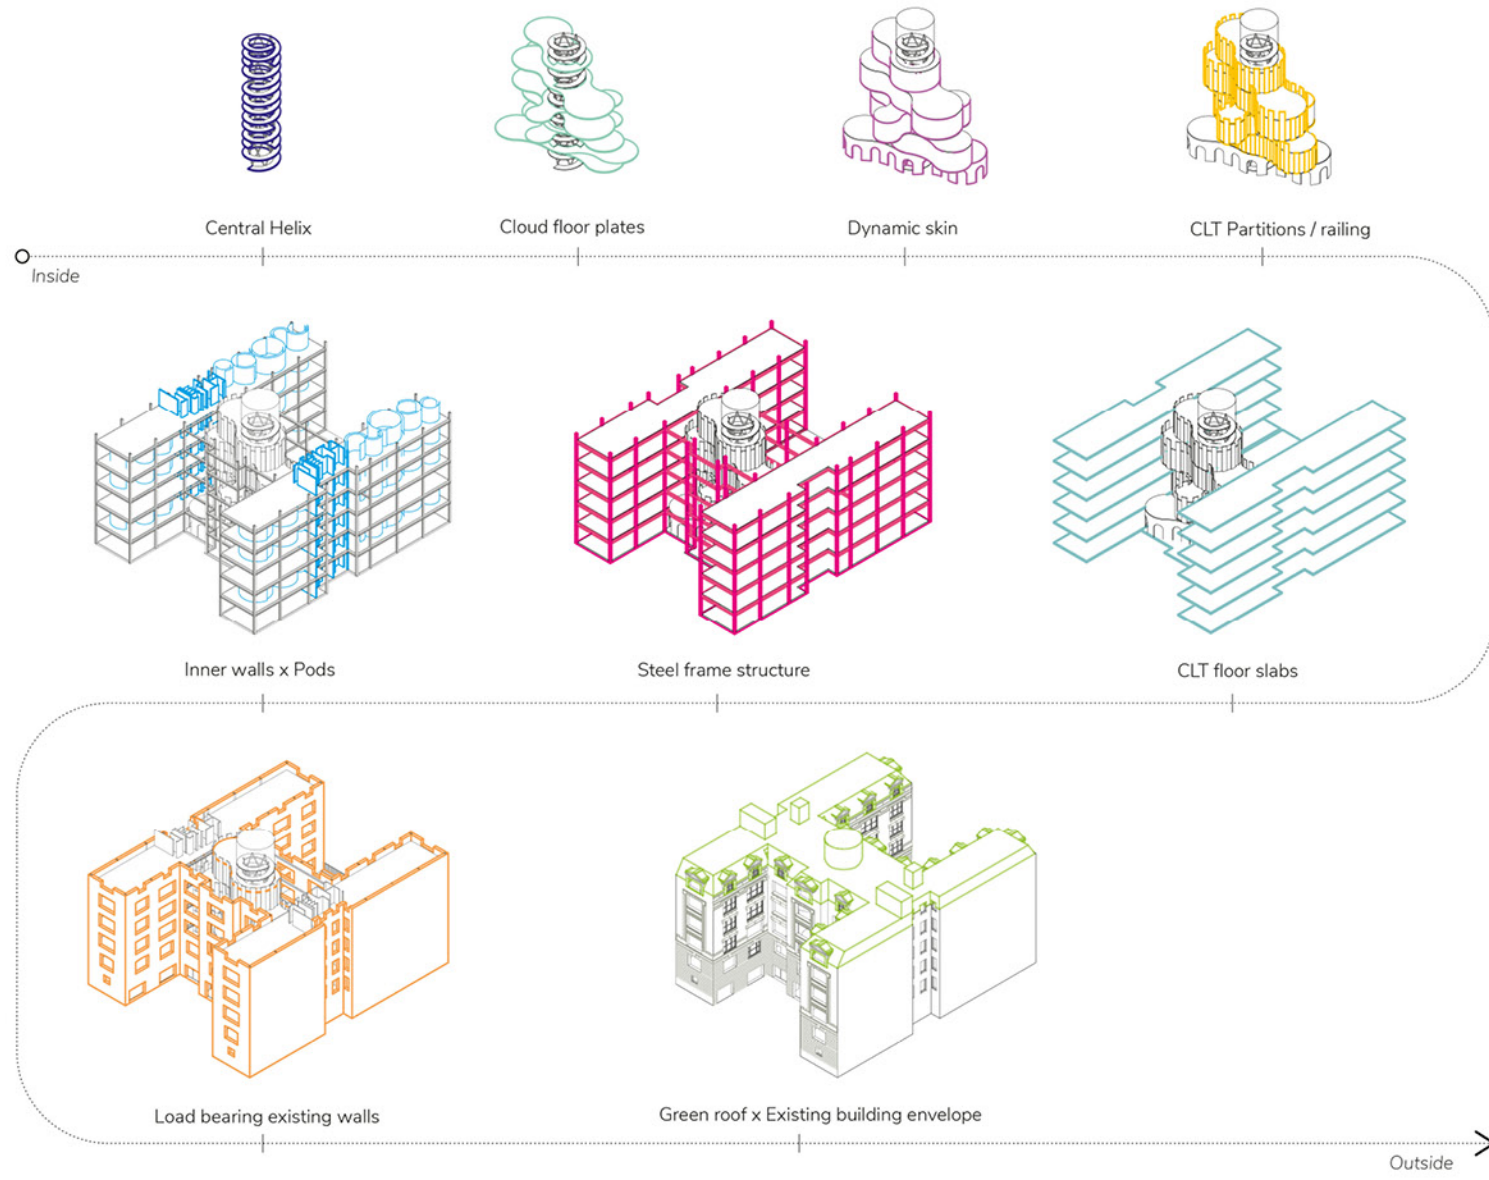 Central Helix
Cloud floor plates
Dynamic skin
CLT Partitions / railing
Inside
Inner walls x Pods
Steel frame structure
CLT floor slabs
Load bearing existing walls
Green roof x Existing building envelope
Outside